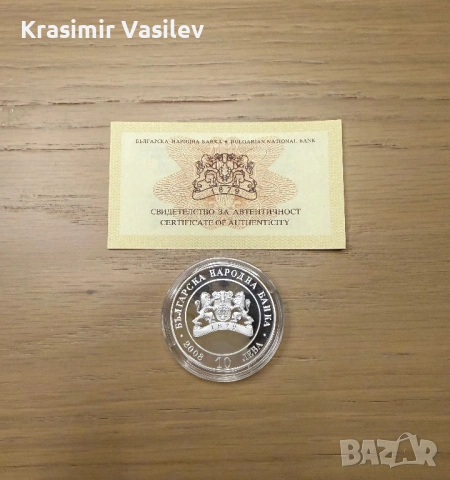 Krasimir Vasilev
БЪЛГАРСКА НАРОДНА БАНКА • BULGARIAN NATIONAL BANK
1879
СВИДЕТЕЛСТВО ЗА АВТЕНТИЧНОСТ
CERTIFICATE OF AUTHENTICITY
• БЪЛГАРСКА НАРОДНА БАНКА •
1879
2008 10 ЛЕВА
BAZAR